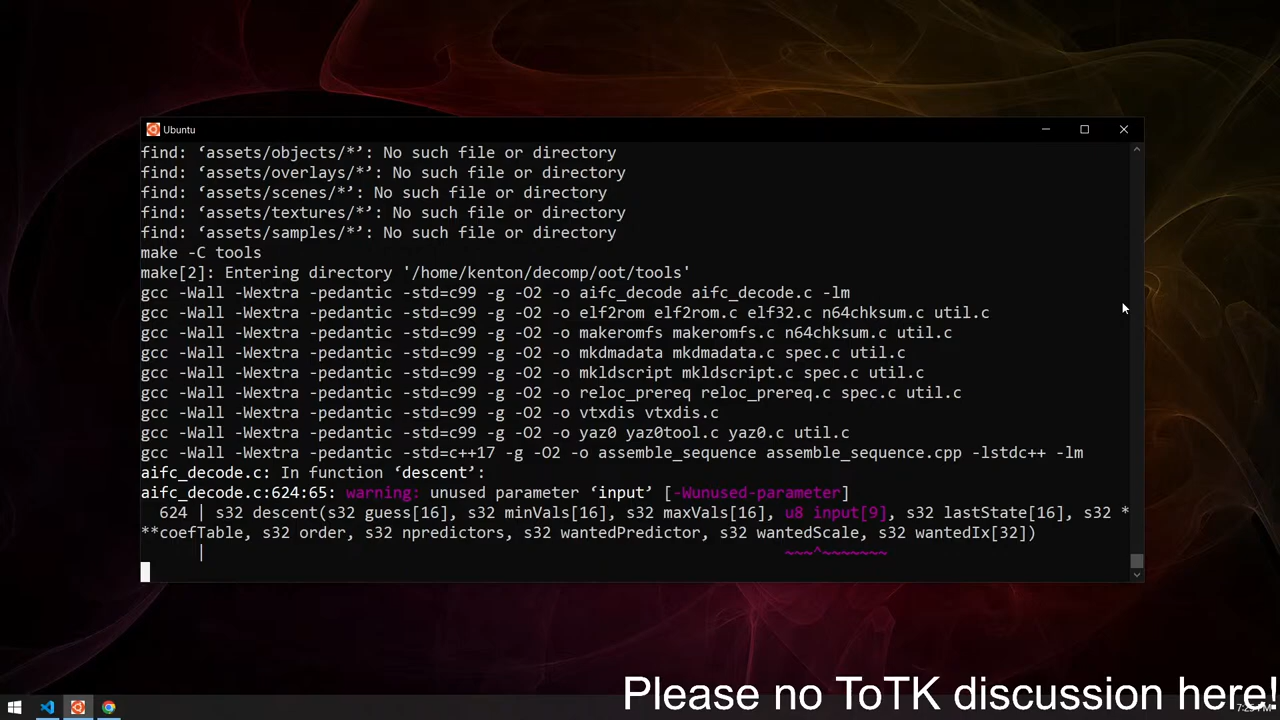 Ubuntu
find: ‘assets/objects/*’: No such file or directory
find: ‘assets/overlays/*’: No such file or directory
find: ‘assets/scenes/*’: No such file or directory
find: ‘assets/textures/*’: No such file or directory
find: ‘assets/samples/*’: No such file or directory
make -C tools
make[2]: Entering directory '/home/kenton/decomp/oot/tools'
gcc -Wall -Wextra -pedantic -std=c99 -g -O2 -o aifc_decode aifc_decode.c -lm
gcc -Wall -Wextra -pedantic -std=c99 -g -O2 -o elf2rom elf2rom.c elf32.c n64chksum.c util.c
gcc -Wall -Wextra -pedantic -std=c99 -g -O2 -o makeromfs makeromfs.c n64chksum.c util.c
gcc -Wall -Wextra -pedantic -std=c99 -g -O2 -o mkdmadata mkdmadata.c spec.c util.c
gcc -Wall -Wextra -pedantic -std=c99 -g -O2 -o mkldscript mkldscript.c spec.c util.c
gcc -Wall -Wextra -pedantic -std=c99 -g -O2 -o reloc_prereq reloc_prereq.c spec.c util.c
gcc -Wall -Wextra -pedantic -std=c99 -g -O2 -o vtxdis vtxdis.c
gcc -Wall -Wextra -pedantic -std=c99 -g -O2 -o yaz0 yaz0tool.c yaz0.c util.c
gcc -Wall -Wextra -pedantic -std=c++17 -g -O2 -o assemble_sequence assemble_sequence.cpp -lstdc++ -lm
aifc_decode.c: In function ‘descent’:
aifc_decode.c:624:65: warning: unused parameter ‘input’ [-Wunused-parameter]
624 | s32 descent(s32 guess[16], s32 minVals[16], s32 maxVals[16], u8 input[9], s32 lastState[16], s32 *
**coefTable, s32 order, s32 npredictors, s32 wantedPredictor, s32 wantedScale, s32 wantedIx[32])
| ~~~^~~~~~~~
Please no ToTK discussion here!